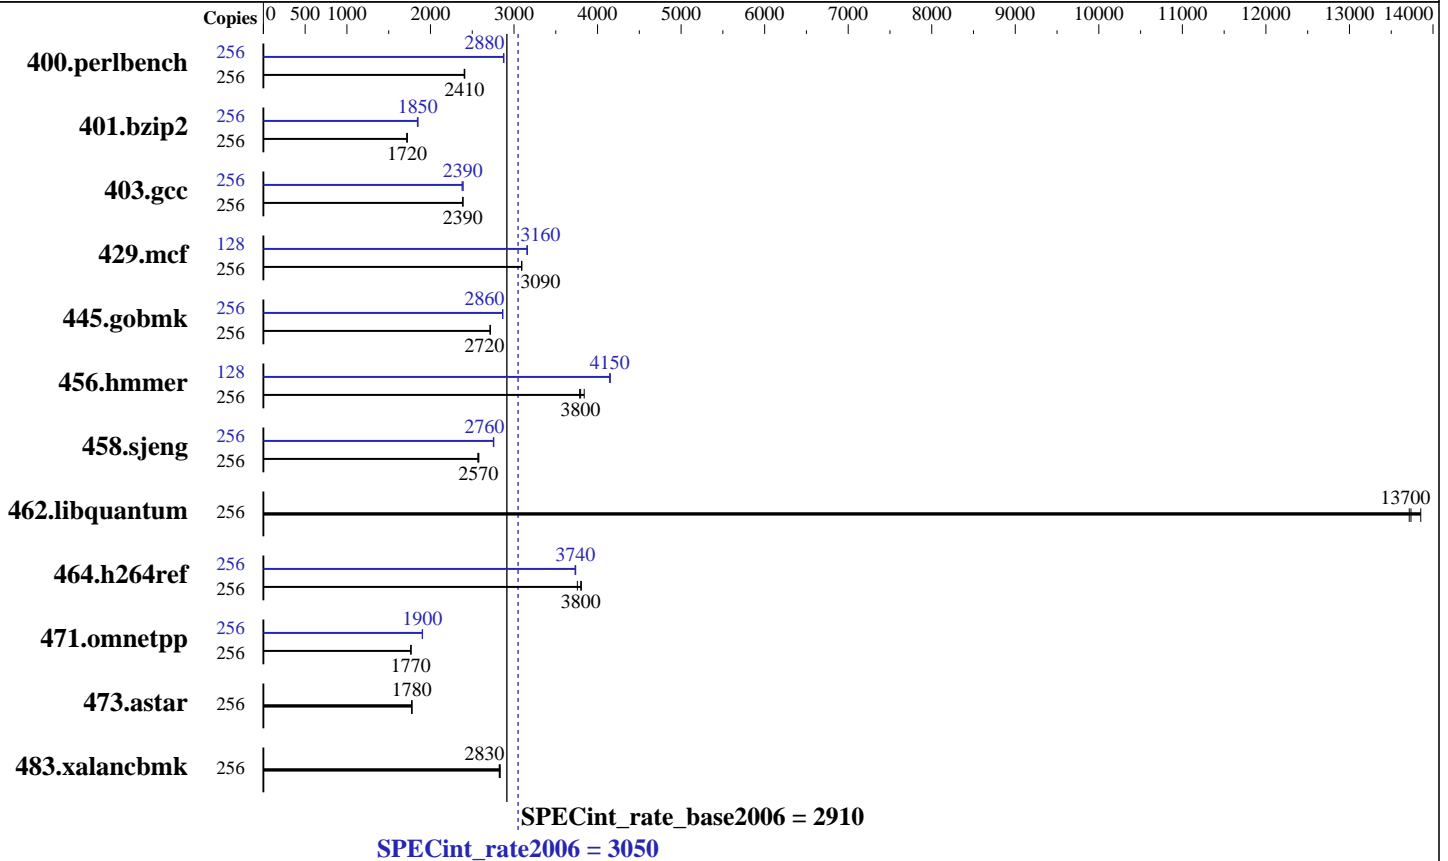 Copies 0 500 1000 2000 3000 4000 5000 6000 7000 8000 9000 10000 11000 12000 13000 14000
400.perlbench 256 2880
256 2410
401.bzip2 256 1850
256 1720
403.gcc 256 2390
256 2390
429.mcf 128 3160
256 3090
445.gobmk 256 2860
256 2720
456.hmmer 128 4150
256 3800
458.sjeng 256 2760
256 2570
462.libquantum 256 13700
464.h264ref 256 3740
256 3800
471.omnetpp 256 1900
256 1770
473.astar 256 1780
483.xalancbmk 256 2830
SPECint_rate_base2006 = 2910
SPECint_rate2006 = 3050